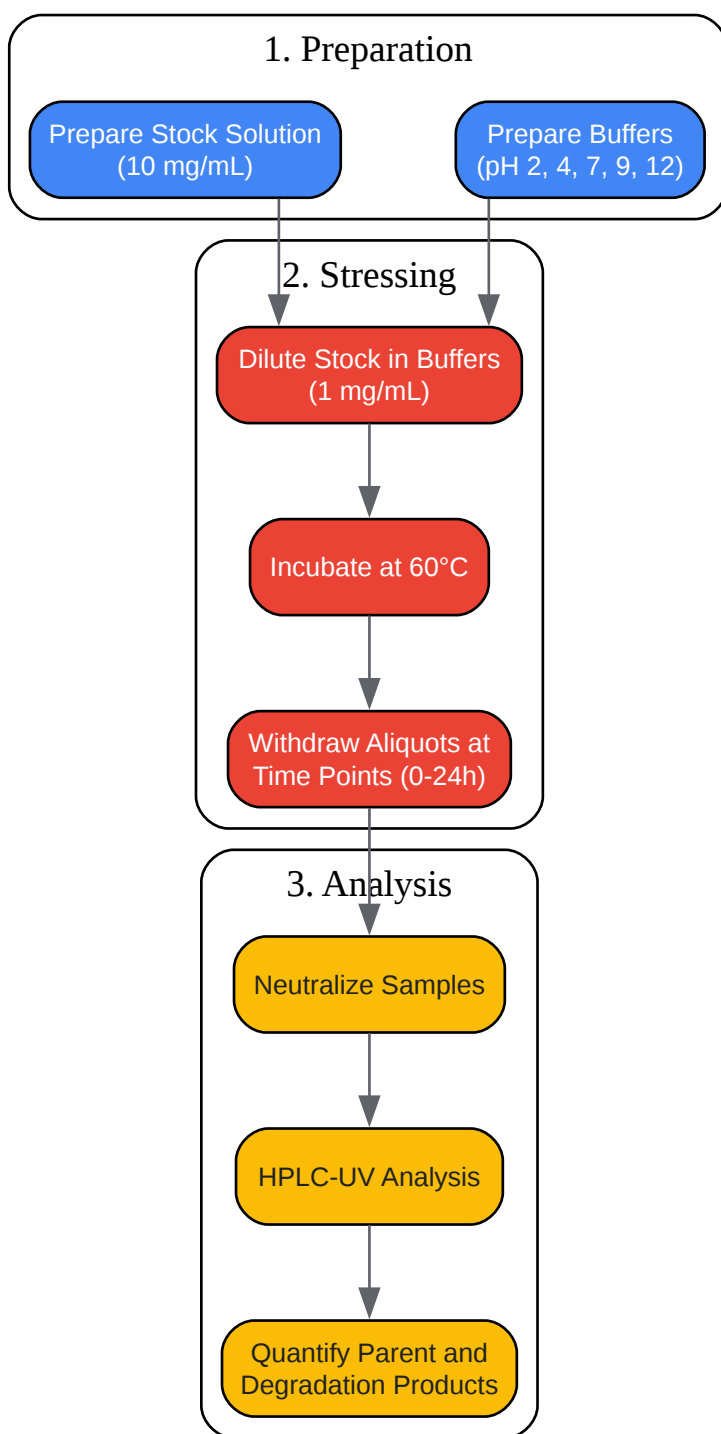 1. Preparation
Prepare Stock Solution
(10 mg/mL)
Prepare Buffers
(pH 2, 4, 7, 9, 12)
2. Stressing
Dilute Stock in Buffers
(1 mg/mL)
Incubate at 60°C
Withdraw Aliquots at
Time Points (0-24h)
3. Analysis
Neutralize Samples
HPLC-UV Analysis
Quantify Parent and
Degradation Products